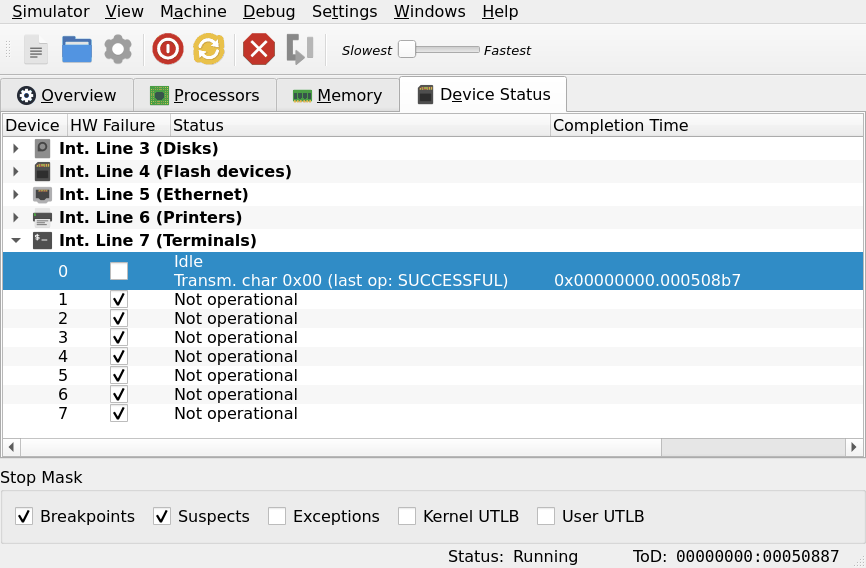 Simulator View Machine Debug Settings Windows Help
Slowest Fastest
Overview Processors Memory Device Status
Device HW Failure Status Completion Time
Int. Line 3 (Disks)
Int. Line 4 (Flash devices)
Int. Line 5 (Ethernet)
Int. Line 6 (Printers)
Int. Line 7 (Terminals)
0 Idle
Transm. char 0x00 (last op: SUCCESSFUL) 0x00000000.000508b7
1 Not operational
2 Not operational
3 Not operational
4 Not operational
5 Not operational
6 Not operational
7 Not operational
Stop Mask
Breakpoints Suspects Exceptions Kernel UTLB User UTLB
Status: Running ToD: 00000000:00050887